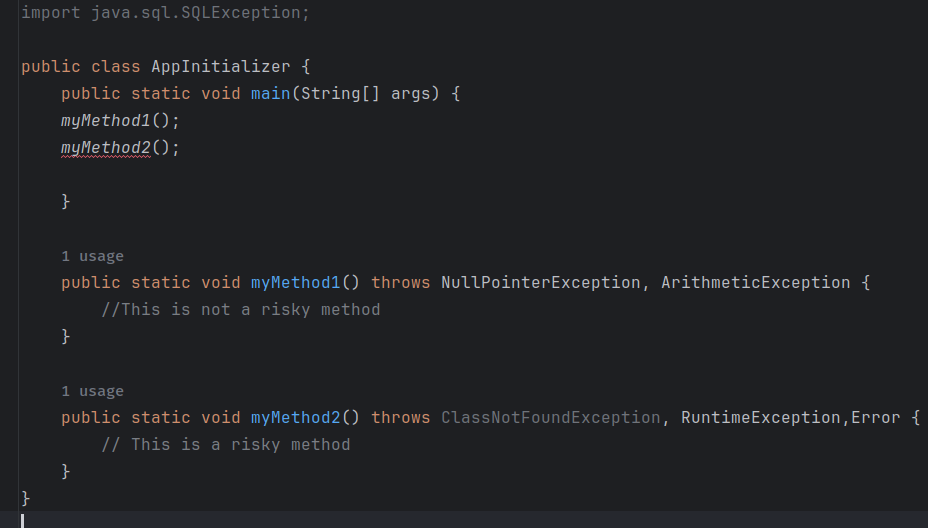 import java.sql.SQLException;
public class AppInitializer {
public static void main(String[] args) {
myMethod1();
myMethod2();
}
1 usage
public static void myMethod1() throws NullPointerException, ArithmeticException {
//This is not a risky method
}
1 usage
public static void myMethod2() throws ClassNotFoundException, RuntimeException,Error {
// This is a risky method
}
}